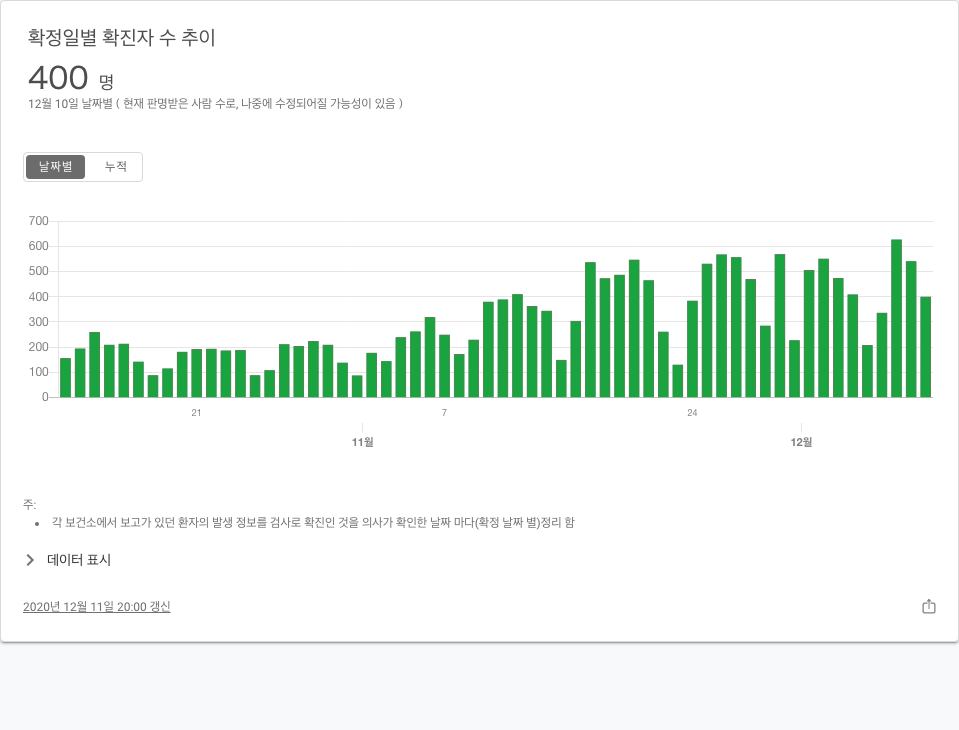 확정일별 확진자 수 추이
400 명
12월 10일 날짜별 ( 현재 판명받은 사람 수로, 나중에 수정되어질 가능성이 있음 )
날짜별 누적
700
600
500
400
300
200
100
0
21 7 24
11월 12월
주:
각 보건소에서 보고가 있던 환자의 발생 정보를 검사로 확진인 것을 의사가 확인한 날짜 마다(확정 날짜 별)정리 함
데이터 표시
2020년 12월 11일 20:00 갱신